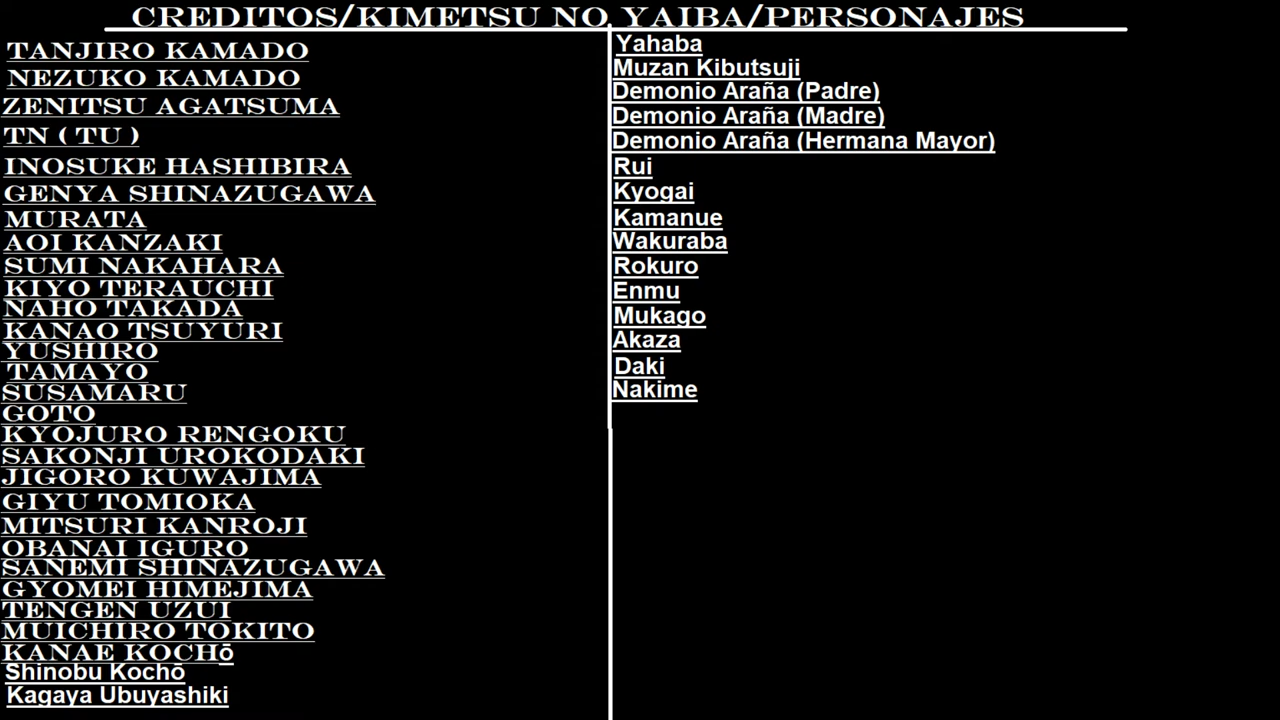 CREDITOS/KIMETSU NO YAIBA/PERSONAJES
TANJIRO KAMADO
NEZUKO KAMADO
ZENITSU AGATSUMA
TN ( TU )
INOSUKE HASHIBIRA
GENYA SHINAZUGAWA
MURATA
AOI KANZAKI
SUMI NAKAHARA
KIYO TERAUCHI
NAHO TAKADA
KANAO TSUYURI
YUSHIRO
TAMAYO
SUSAMARU
GOTO
KYOJURO RENGOKU
SAKONJI UROKODAKI
JIGORO KUWAJIMA
GIYU TOMIOKA
MITSURI KANROJI
OBANAI IGURO
SANEMI SHINAZUGAWA
GYOMEI HIMEJIMA
TENGEN UZUI
MUICHIRO TOKITO
KANAE KOCHō
Shinobu Kochō
Kagaya Ubuyashiki
Yahaba
Muzan Kibutsuji
Demonio Araña (Padre)
Demonio Araña (Madre)
Demonio Araña (Hermana Mayor)
Rui
Kyogai
Kamanue
Wakuraba
Rokuro
Enmu
Mukago
Akaza
Daki
Nakime